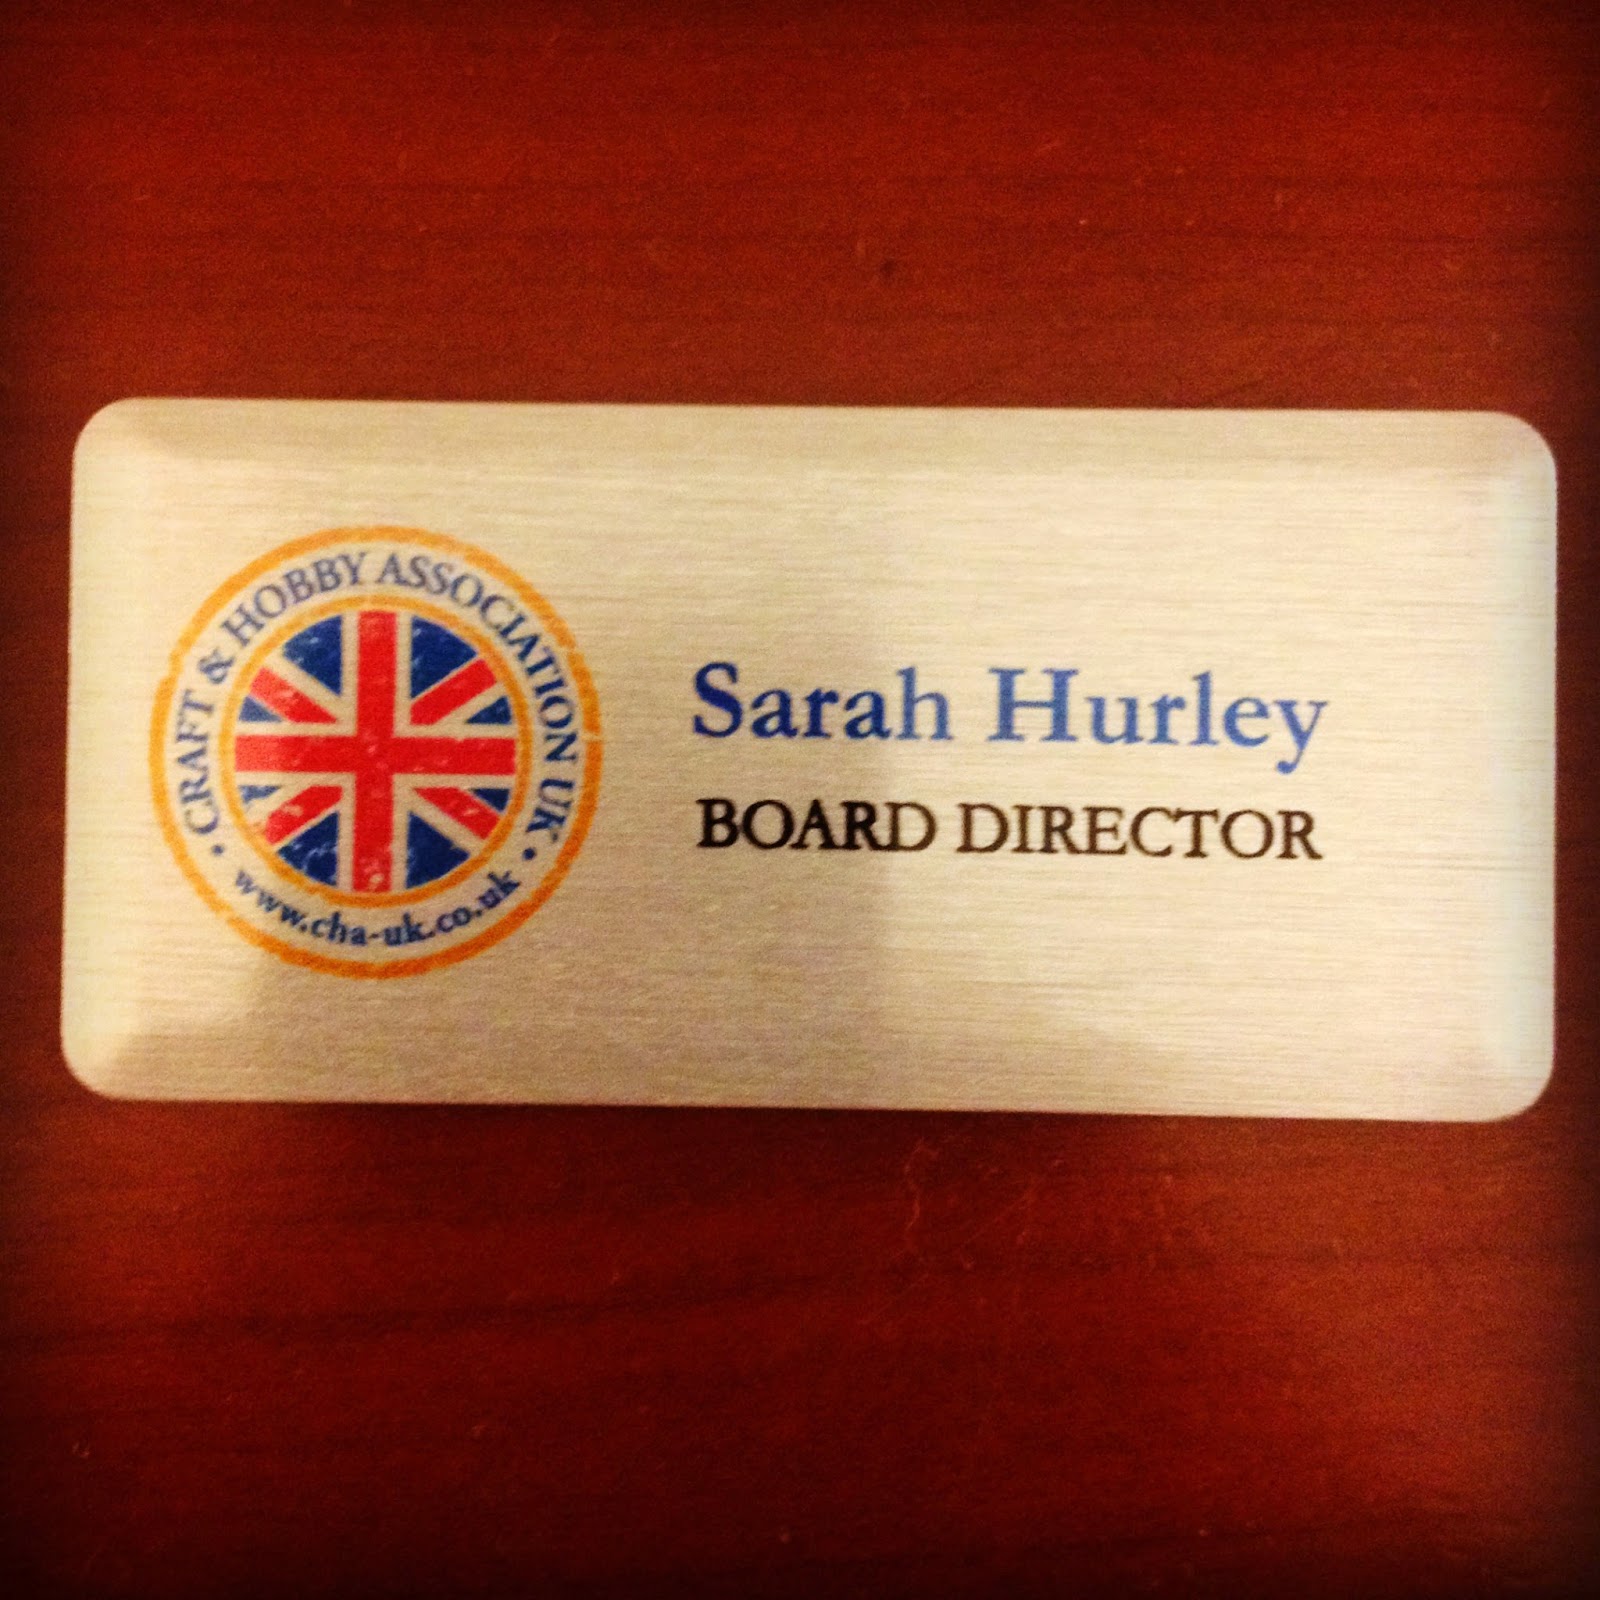 • CRAFT & HOBBY ASSOCIATION UK •
www.cha-uk.co.uk
Sarah Hurley
BOARD DIRECTOR